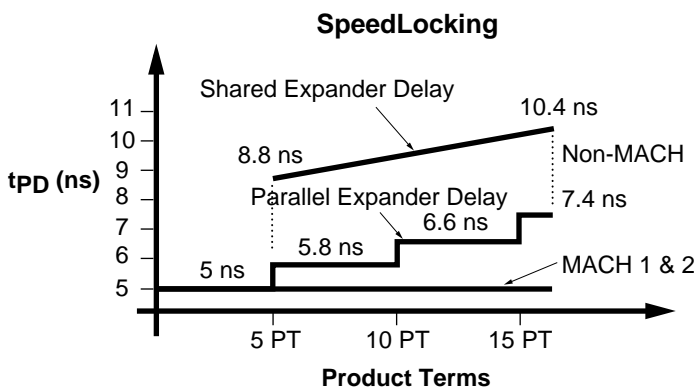 SpeedLocking
Shared Expander Delay
10.4 ns
8.8 ns
Non-MACH
Parallel Expander Delay
7.4 ns
6.6 ns
5.8 ns
5 ns
MACH 1 & 2
tPD (ns)
11
10
9
8
7
6
5
5 PT 10 PT 15 PT
Product Terms